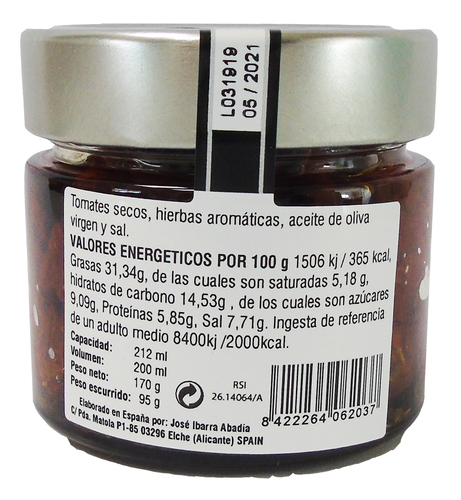 L031919
05 / 2021
Tomates secos, hierbas aromáticas, aceite de oliva
virgen y sal.
VALORES ENERGETICOS POR 100 g 1506 kj / 365 kcal,
Grasas 31,34g, de las cuales son saturadas 5,18 g,
hidratos de carbono 14,53g , de los cuales son azúcares
9,09g, Proteínas 5,85g, Sal 7,71g. Ingesta de referencia
de un adulto medio 8400kj /2000kcal.
Capacidad: 212 ml
Volumen: 200 ml
Peso neto: 170 g
Peso escurrido: 95 g
RSI
26.14064/A
8 422264 062037
Elaborado en España por: José Ibarra Abadía
C/ Pda. Matola P1-85 03296 Elche (Alicante) SPAIN